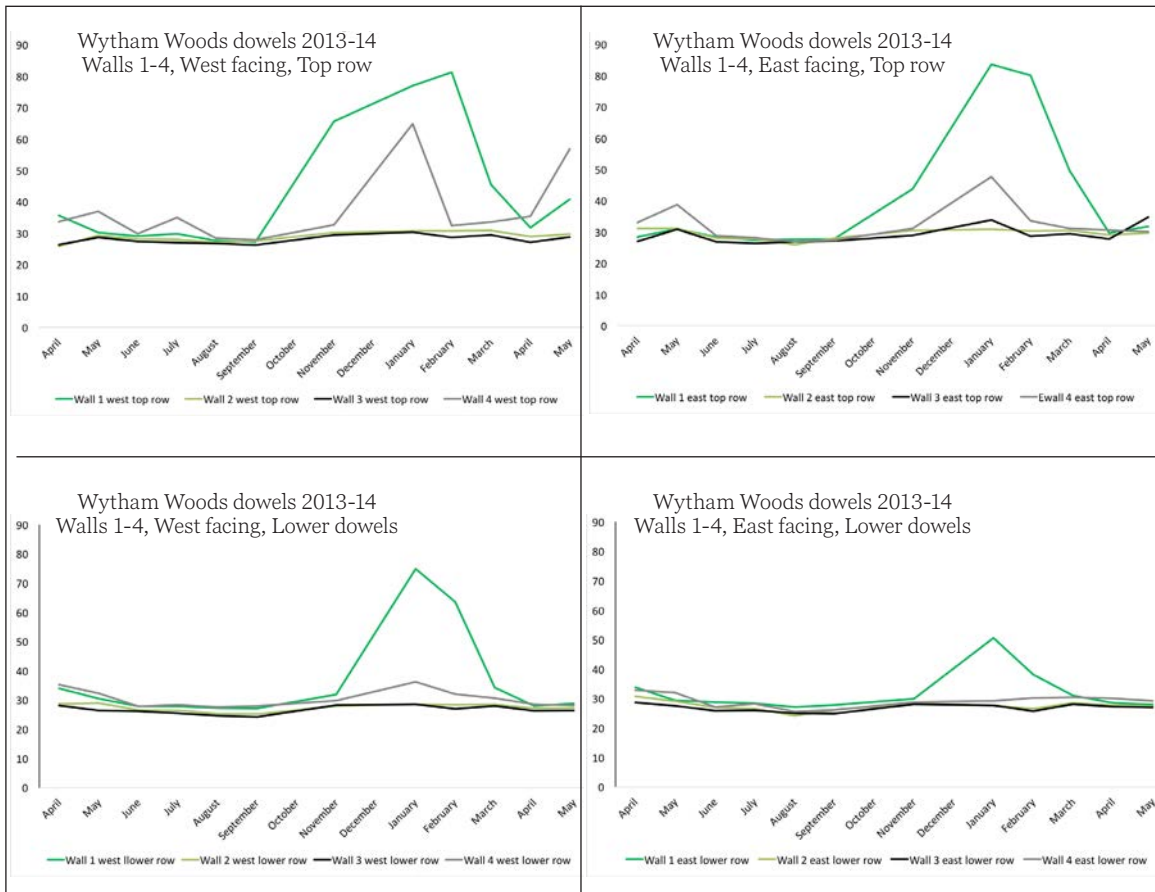 Wytham Woods dowels 2013-14
Walls 1-4, West facing, Top row
90
80
70
60
50
40
30
20
10
0
April
May
June
July
August
September
October
November
December
January
February
March
April
May
Wall 1 west top row
Wall 2 west top row
Wall 3 west top row
Wall 4 west top row
Wytham Woods dowels 2013-14
Walls 1-4, East facing, Top row
90
80
70
60
50
40
30
20
10
0
April
May
June
July
August
September
October
November
December
January
February
March
April
May
Wall 1 east top row
Wall 2 east top row
Wall 3 east top row
Ewall 4 east top row
Wytham Woods dowels 2013-14
Walls 1-4, West facing, Lower dowels
90
80
70
60
50
40
30
20
10
0
April
May
June
July
August
September
October
November
December
January
February
March
April
May
Wall 1 west llower row
Wall 2 west lower row
Wall 3 west lower row
Wall 4 west lower row
Wytham Woods dowels 2013-14
Walls 1-4, East facing, Lower dowels
90
80
70
60
50
40
30
20
10
0
April
May
June
July
August
September
October
November
December
January
February
March
April
May
Wall 1 east lower row
Wall 2 east lower row
Wall 3 east lower row
Wall 4 east lower row